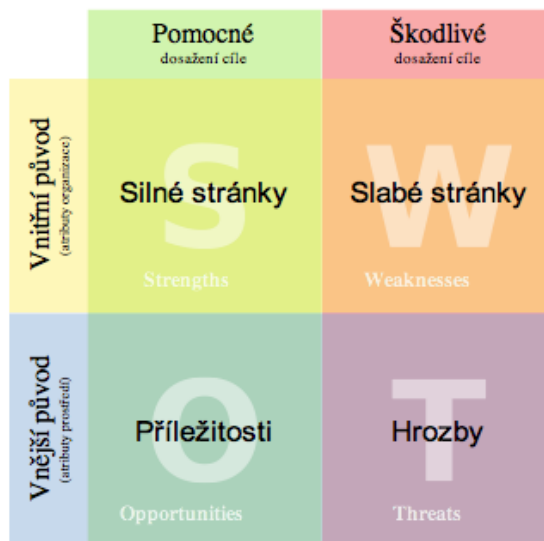 Pomocné
dosažení cíle
Škodlivé
dosažení cíle
Vnitřní původ
(atributy organizace)
S
Silné stránky
Strengths
W
Slabé stránky
Weaknesses
Vnější původ
(atributy prostředí)
O
Příležitosti
Opportunities
T
Hrozby
Threats